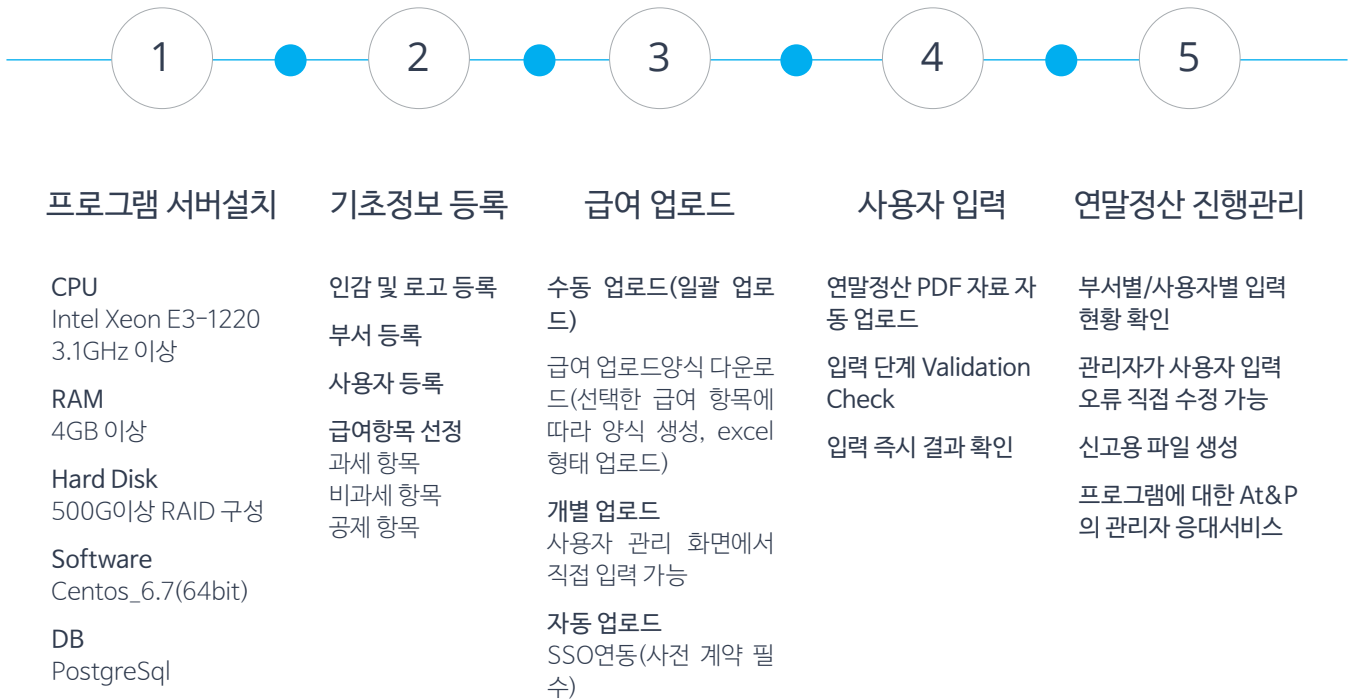 1
2
3
4
5
프로그램 서버설치
CPU
Intel Xeon E3-1220
3.1GHz 이상
RAM
4GB 이상
Hard Disk
500G이상 RAID 구성
Software
Centos_6.7(64bit)
DB
PostgreSql
기초정보 등록
인감 및 로고 등록
부서 등록
사용자 등록
급여항목 선정
과세 항목
비과세 항목
공제 항목
급여 업로드
수동 업로드(일괄 업로
드)
급여 업로드양식 다운로
드(선택한 급여 항목에
따라 양식 생성, excel
형태 업로드)
개별 업로드
사용자 관리 화면에서
직접 입력 가능
자동 업로드
SSO연동(사전 계약 필
수)
사용자 입력
연말정산 PDF 자료 자
동 업로드
입력 단계 Validation
Check
입력 즉시 결과 확인
연말정산 진행관리
부서별/사용자별 입력
현황 확인
관리자가 사용자 입력
오류 직접 수정 가능
신고용 파일 생성
프로그램에 대한 At&P
의 관리자 응대서비스